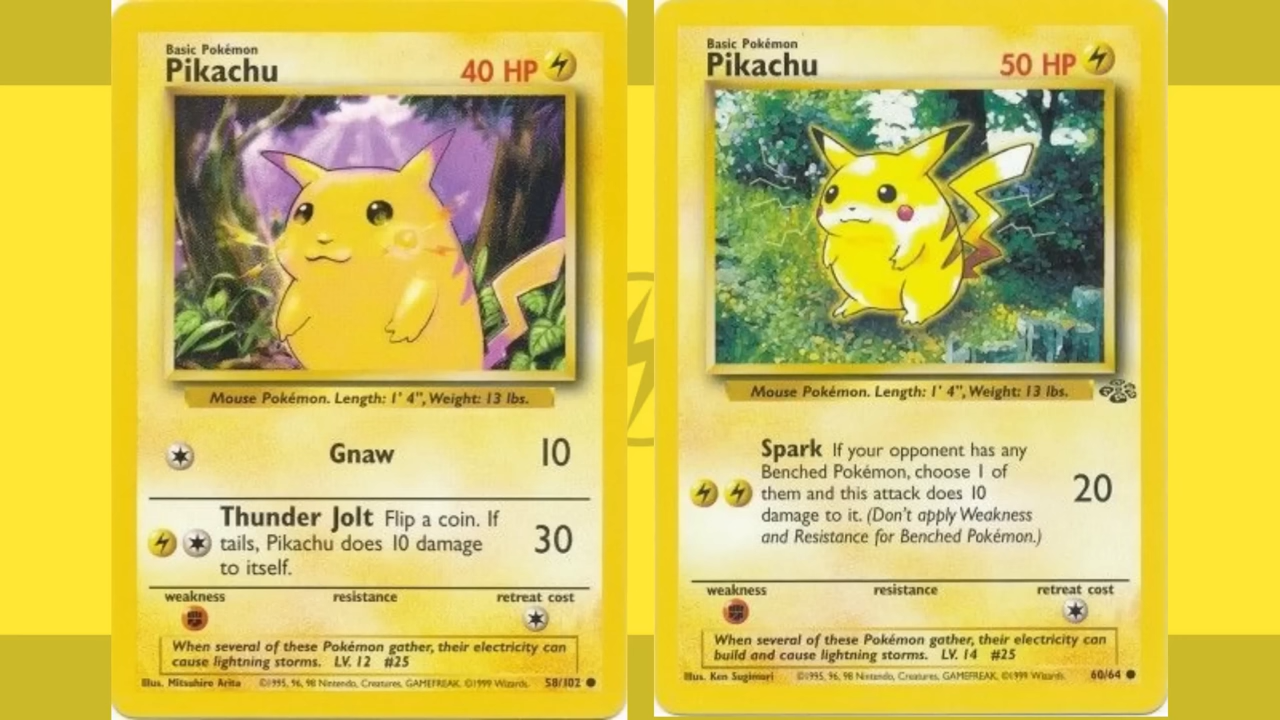 Basic Pokémon
Pikachu
40 HP
Mouse Pokémon. Length: 1' 4", Weight: 13 lbs.
Gnaw 10
Thunder Jolt Flip a coin. If
tails, Pikachu does 10 damage
to itself.
30
weakness resistance retreat cost
When several of these Pokémon gather, their electricity can
cause lightning storms. LV. 12 #25
Illus. Mitsuhiro Arita ©1995, 96, 98 Nintendo, Creatures, GAMEFREAK. ©1999 Wizards. 58/102
Basic Pokémon
Pikachu
50 HP
Mouse Pokémon. Length: 1' 4", Weight: 13 lbs.
Spark If your opponent has any
Benched Pokémon, choose 1 of
them and this attack does 10
damage to it. (Don't apply Weakness
and Resistance for Benched Pokémon.)
20
weakness resistance retreat cost
When several of these Pokémon gather, their electricity can
build and cause lightning storms. LV. 14 #25
Illus. Ken Sugimori ©1995, 96, 98 Nintendo, Creatures, GAMEFREAK. ©1999 Wizards. 60/64